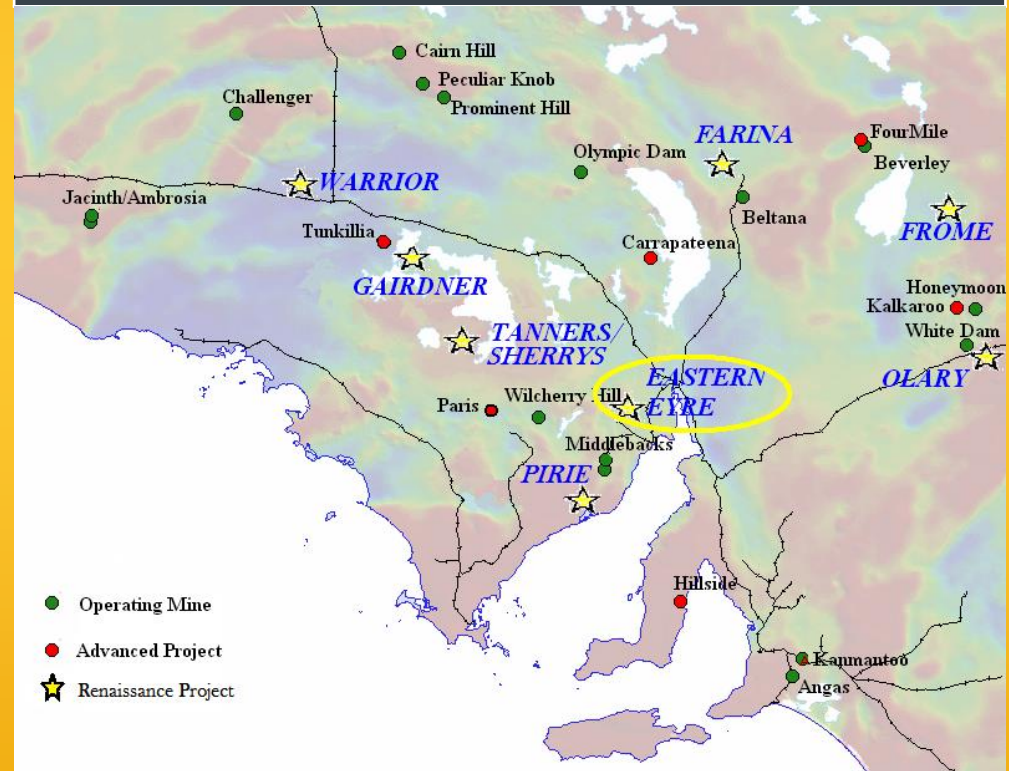 Cairn Hill
Peculiar Knob
Prominent Hill
Challenger
FARINA
FourMile
Beverley
Olympic Dam
WARRIOR
Jacinth/Ambrosia
Beltana
FROME
Tunkillia
Carrapateena
GAIRDNER
Honeymoon
Kalkaroo
White Dam
TANNERS/
SHERRYS
OLARY
EASTERN
EYRE
Wilcherry Hill
Paris
Middlebacks
PIRIE
Hillside
Kanmantoo
Angas
Operating Mine
Advanced Project
Renaissance Project